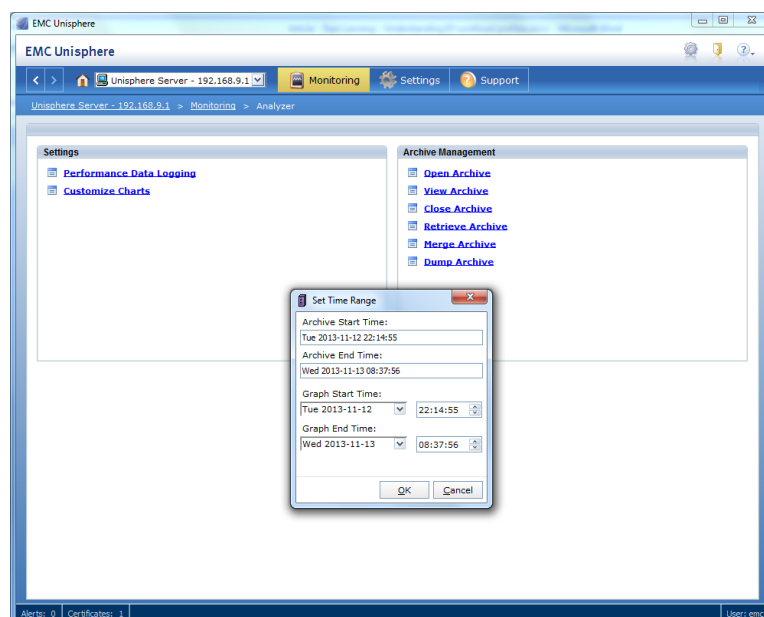 EMC Unisphere
EMC Unisphere
Unisphere Server - 192.168.9.1
Monitoring
Settings
Support
Unisphere Server - 192.168.9.1 > Monitoring > Analyzer
Settings
Performance Data Logging
Customize Charts
Archive Management
Open Archive
View Archive
Close Archive
Retrieve Archive
Merge Archive
Dump Archive
Set Time Range
Archive Start Time:
Tue 2013-11-12 22:14:55
Archive End Time:
Wed 2013-11-13 08:37:56
Graph Start Time:
Tue 2013-11-12 22:14:55
Graph End Time:
Wed 2013-11-13 08:37:56
OK Cancel
Alerts: 0 Certificates: 1 User: emc